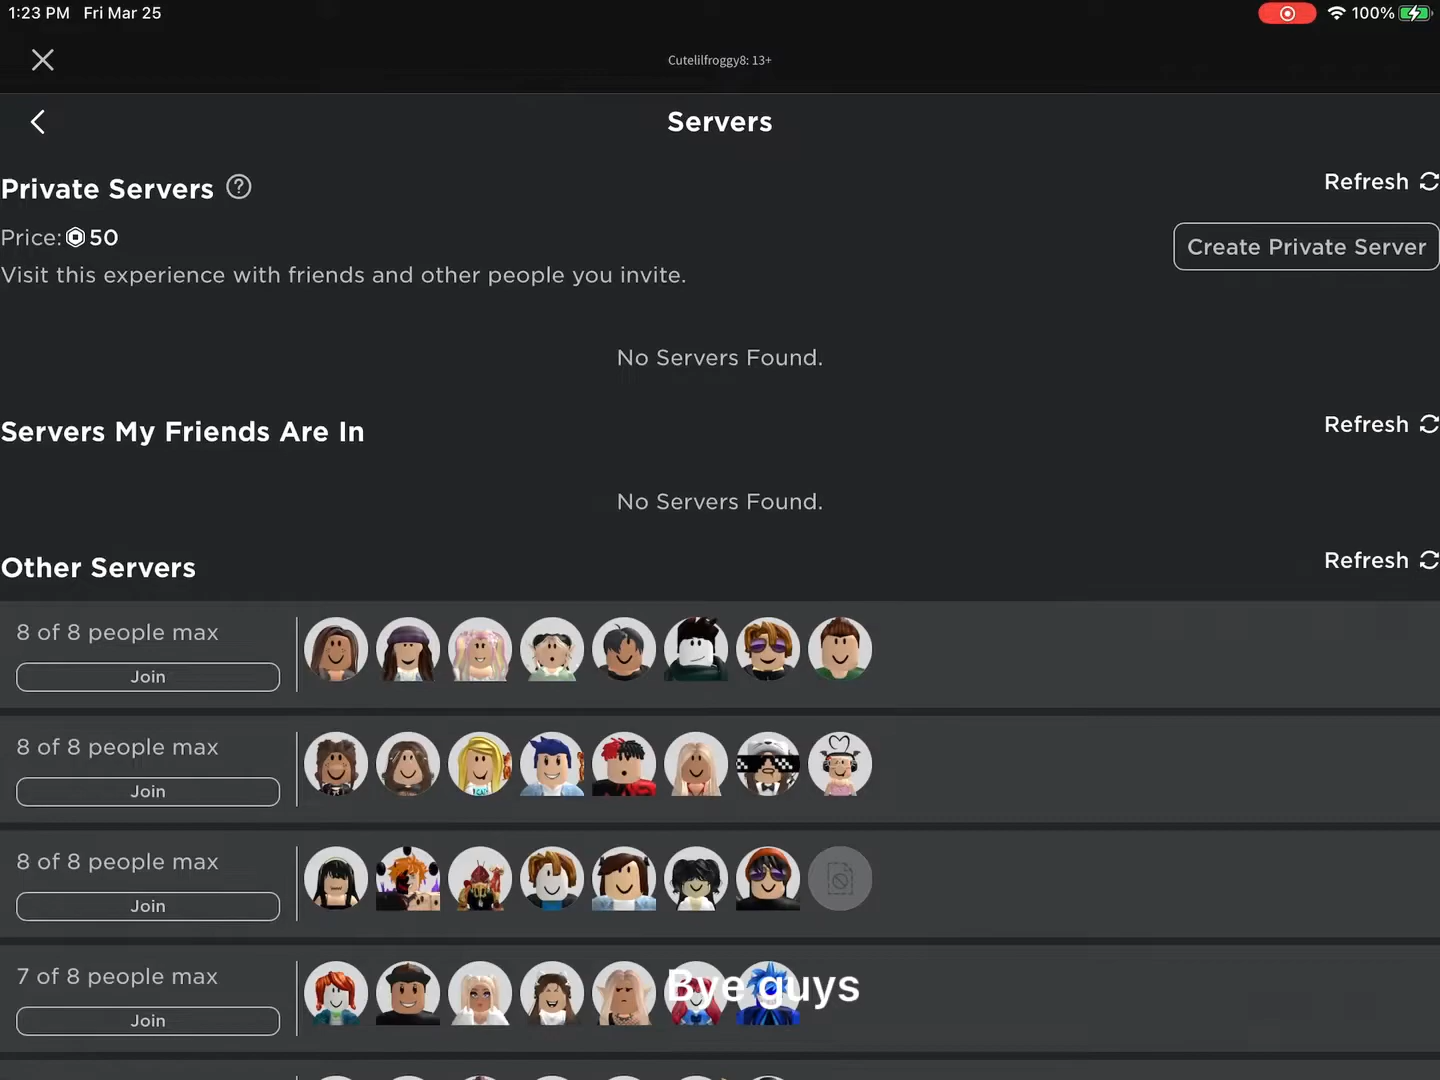 1:23 PM Fri Mar 25
100%
Cutelilfroggy8: 13+
Servers
Private Servers ?
Refresh
Price: 50
Create Private Server
Visit this experience with friends and other people you invite.
No Servers Found.
Servers My Friends Are In
Refresh
No Servers Found.
Other Servers
Refresh
8 of 8 people max
Join
8 of 8 people max
Join
8 of 8 people max
Join
7 of 8 people max
Bye guys
Join